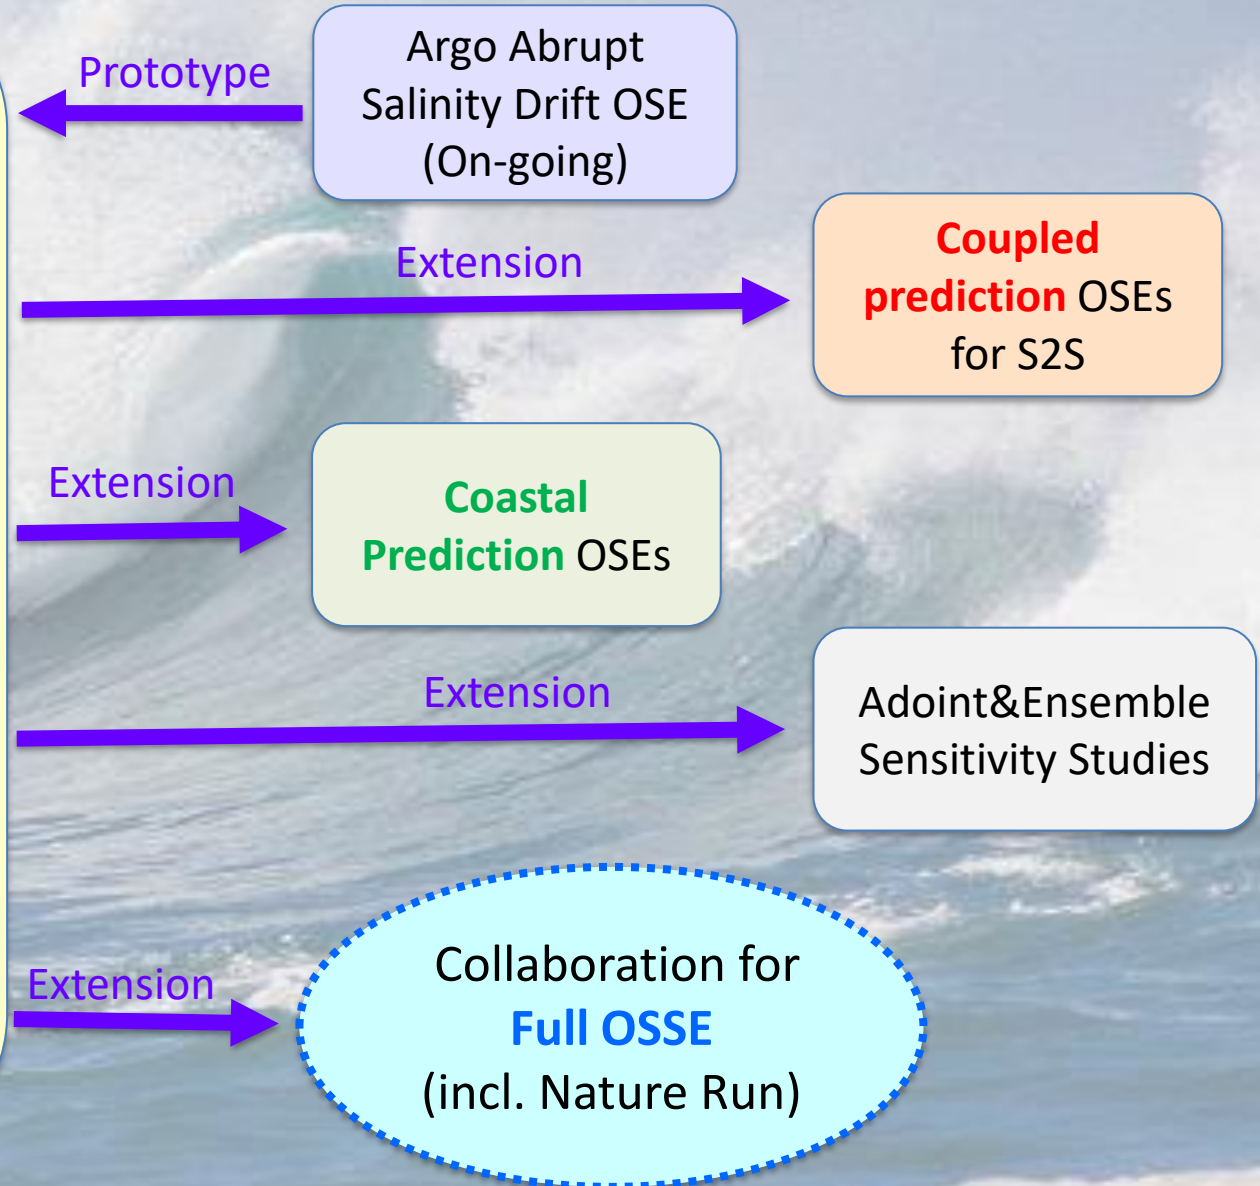 Prototype
Argo Abrupt
Salinity Drift OSE
(On-going)
Extension
Coupled
prediction OSEs
for S2S
Extension
Coastal
Prediction OSEs
Extension
Adoint&Ensemble
Sensitivity Studies
Extension
Collaboration for
Full OSSE
(incl. Nature Run)